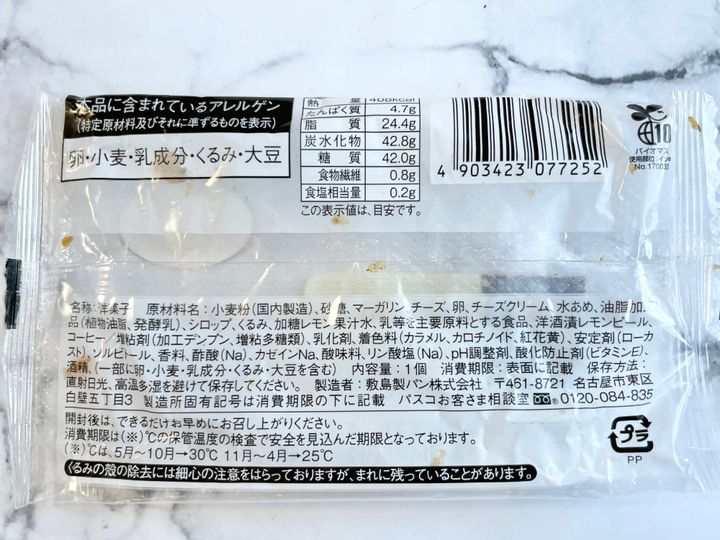 本品に含まれているアレルゲン
(特定原材料及びそれに準ずるものを表示)
卵・小麦・乳成分・くるみ・大豆
熱 量 408kcal
たんぱく質 4.7g
脂 質 24.4g
炭水化物 42.8g
糖 質 42.0g
食物繊維 0.8g
食塩相当量 0.2g
この表示値は、目安です。
4 903423 077252
10
バイオマス
No.170033
名称:洋菓子 原材料名:小麦粉(国内製造)、砂糖、マーガリン、チーズ、卵、チーズクリーム、水あめ、油脂加工
品(植物油脂、発酵乳)、シロップ、くるみ、加糖レモン果汁水、乳等を主要原料とする食品、洋酒漬レモンピール、
コーヒー/増粘剤(加工デンプン、増粘多糖類)、乳化剤、着色料(カラメル、カロチノイド、紅花黄)、安定剤(ローカ
スト)、ソルビトール、香料、酢酸(Na)、カゼインNa、酸味料、リン酸塩(Na)、pH調整剤、酸化防止剤(ビタミンE)、
酒精、(一部に卵・小麦・乳成分・くるみ・大豆を含む) 内容量:1個 消費期限:表面に記載 保存方法:
直射日光、高温多湿を避けて保存してください。 製造者:敷島製パン株式会社 〒461-8721 名古屋市東区
白壁五丁目3 製造所固有記号は消費期限の下に記載 パスコお客さま相談室 0120-084-835
開封後は、できるだけお早めにお召し上がりください。
消費期限は(※)℃の保管温度の検査で安全を見込んだ期限となっております。
(※)℃は、5月〜10月→30℃ 11月〜4月→25℃
くるみの殻の除去には細心の注意をはらっておりますが、まれに残っていることがあります。
プラ
PP